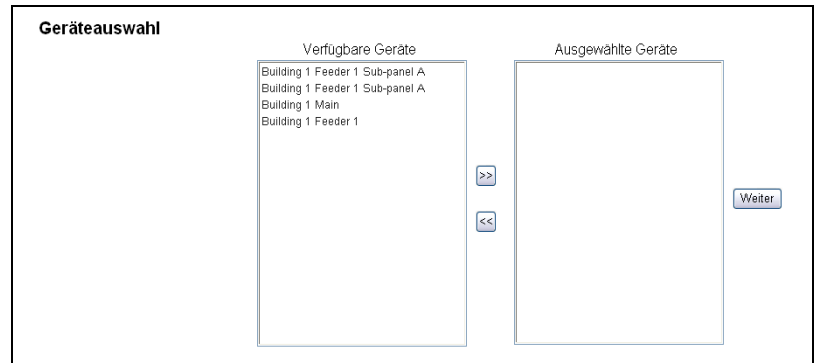 Geräteauswahl
Verfügbare Geräte
Ausgewählte Geräte
Building 1 Feeder 1 Sub-panel A
Building 1 Feeder 1 Sub-panel A
Building 1 Main
Building 1 Feeder 1
>>
<<
Weiter